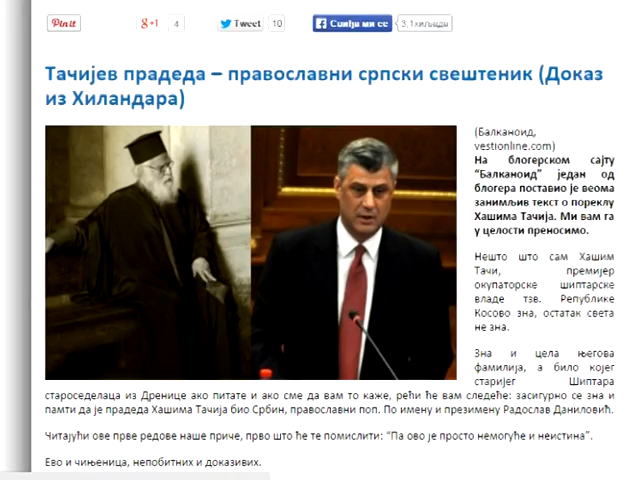 Pin it
g+1
4
Tweet
10
Свиђа ми се
3,1хиљада
Тачијев прадеда – православни српски свештеник (Доказ
из Хиландара)
(Балканоид,
vestionline.com)
На блогерском сајту
“Балканоид” један од
блогера поставио је веома
занимљив текст о пореклу
Хашима Тачија. Ми вам га
у целости преносимо.
Нешто што сам Хашим
Тачи, премијер
окупаторске шиптарске
владе тзв. Републике
Косово зна, остатак света
не зна.
Зна и цела његова
фамилија, а било којег
старијег Шиптара
староседелаца из Дренице ако питате и ако сме да вам то каже, рећи ће вам следеће: засигурно се зна и
памти да је прадеда Хашима Тачија био Србин, православни поп. По имену и презимену Радослав Даниловић.
Читајући ове прве редове наше приче, прво што ће те помислити: “Па ово је просто немогуће и неистина”.
Ево и чињеница, непобитних и доказивих.